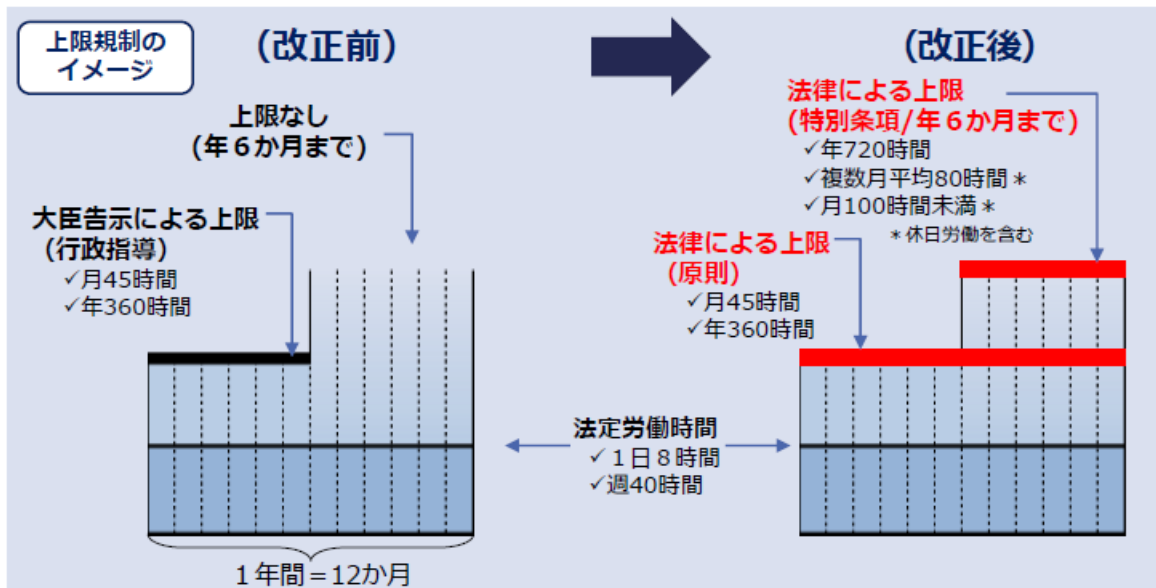 上限規制の
イメージ
(改正前)
(改正後)
上限なし
(年６か月まで)
大臣告示による上限
(行政指導)
✓月45時間
✓年360時間
法律による上限
(特別条項/年６か月まで)
✓年720時間
✓複数月平均80時間＊
✓月100時間未満＊
＊休日労働を含む
法律による上限
(原則)
✓月45時間
✓年360時間
法定労働時間
✓１日８時間
✓週40時間
１年間＝12か月